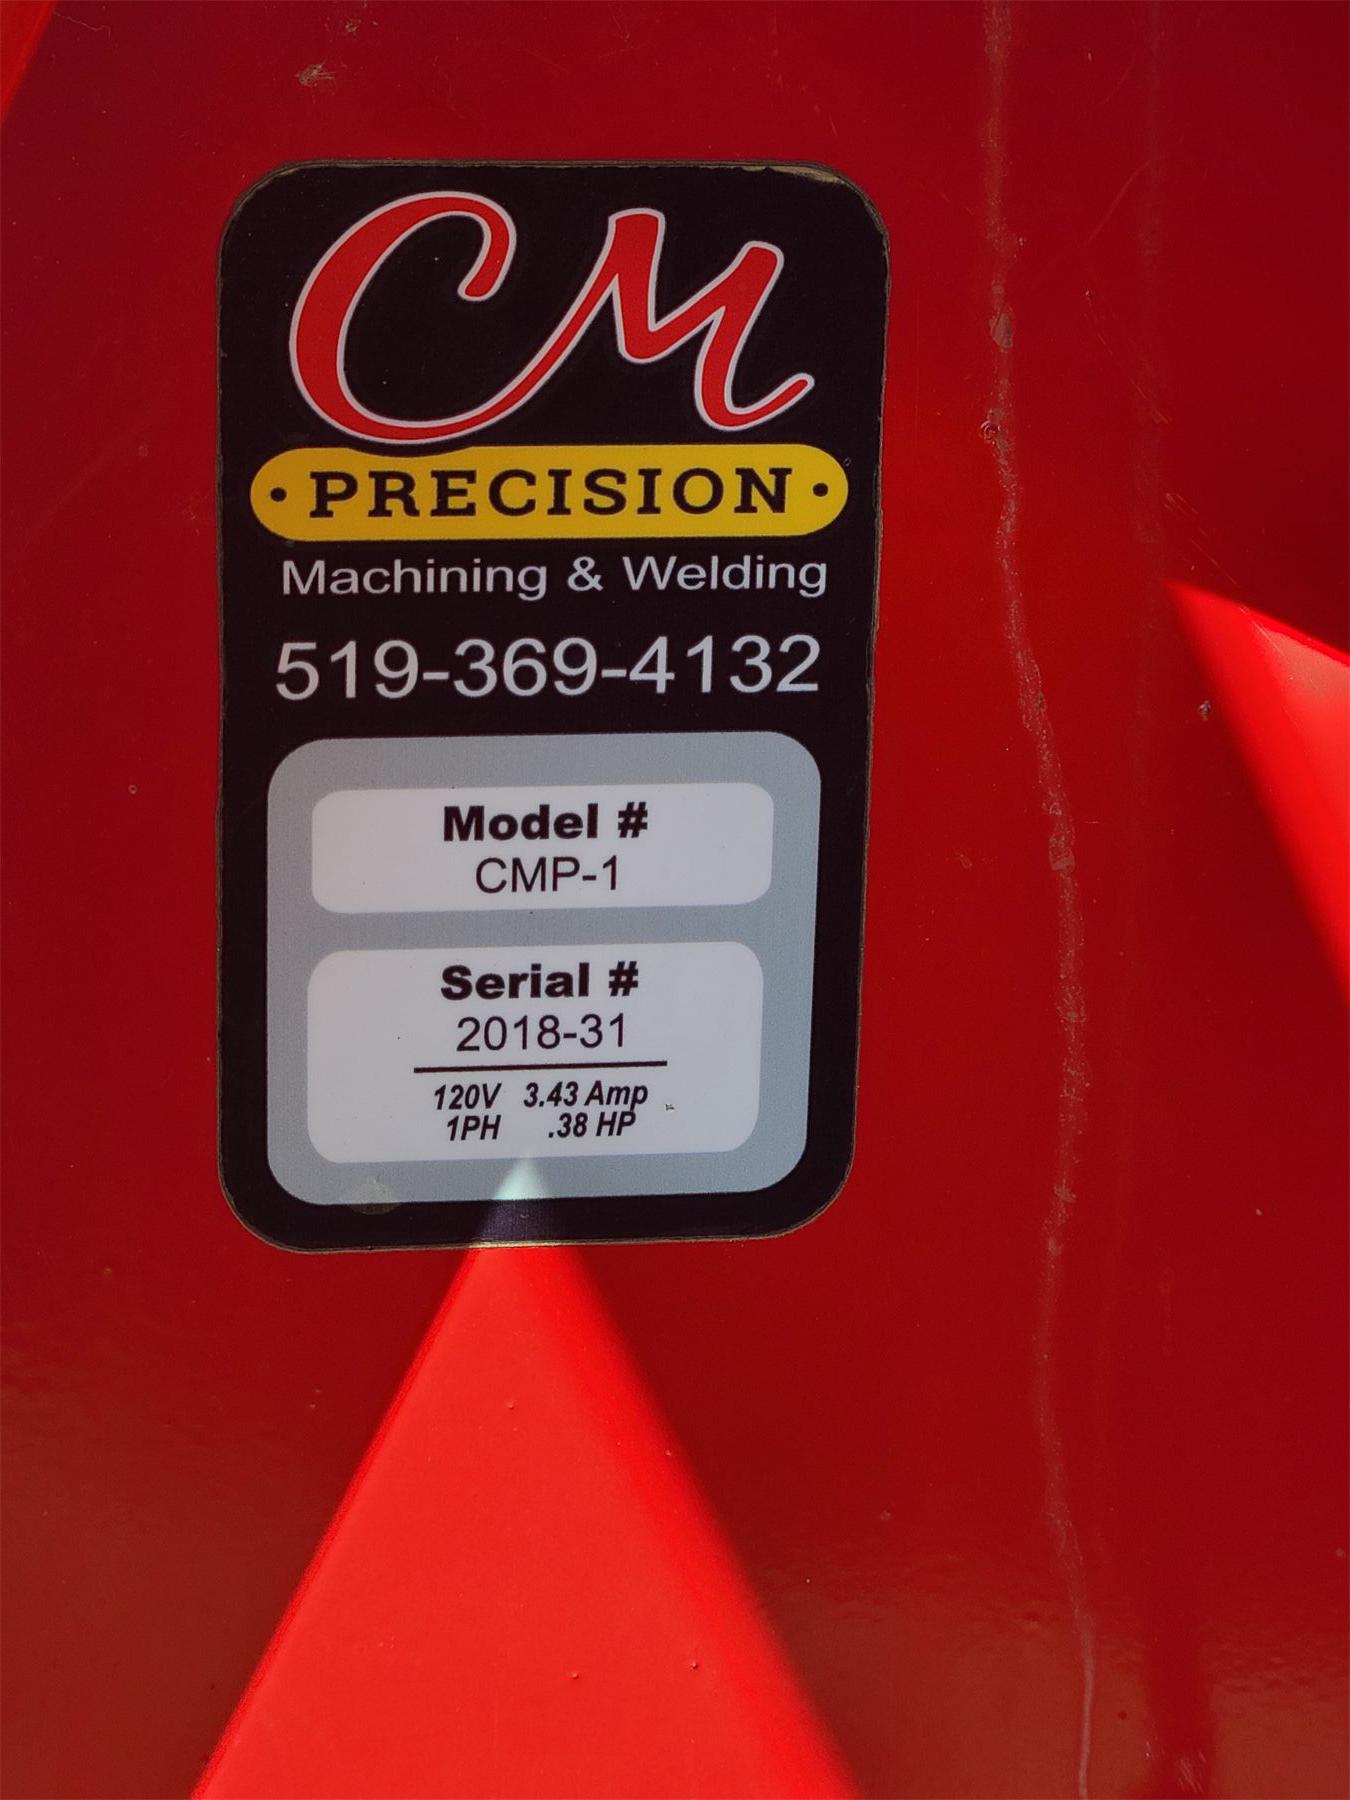 CM
• PRECISION •
Machining & Welding
519-369-4132
Model #
CMP-1
Serial #
2018-31
120V 3.43 Amp
1PH .38 HP